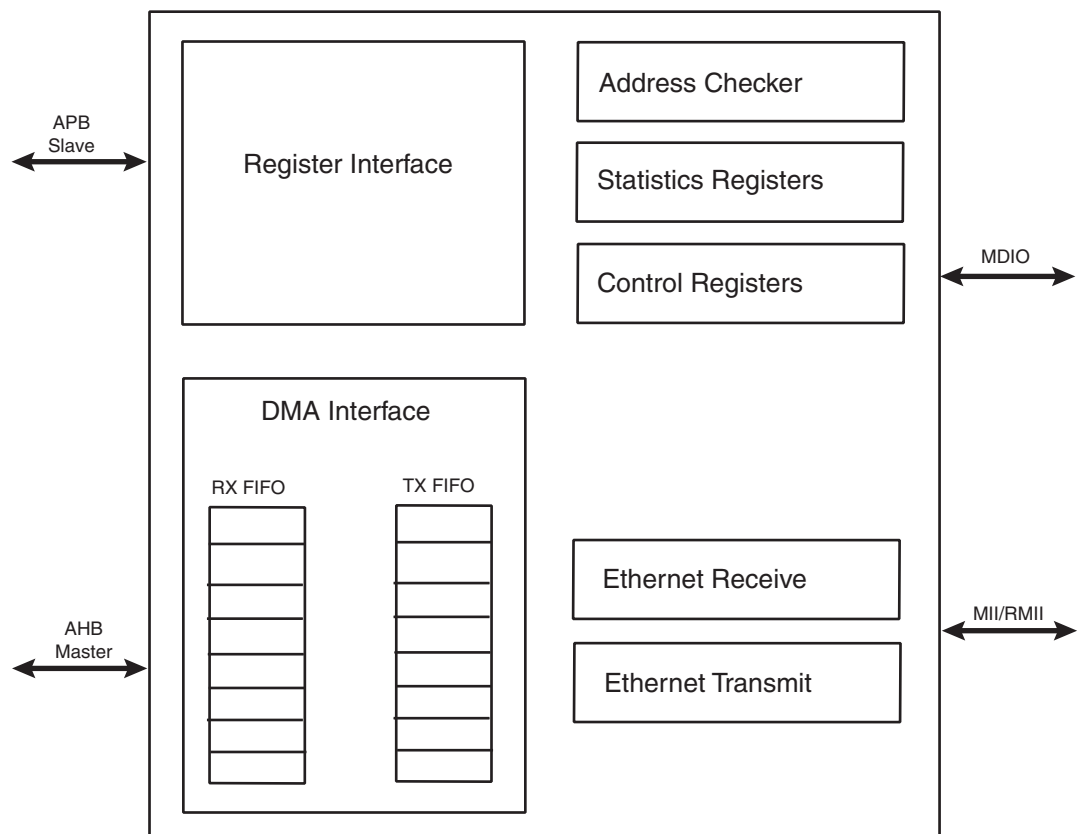 Address Checker
APB
Slave
Register Interface
Statistics Registers
MDIO
Control Registers
DMA Interface
RX FIFO
TX FIFO
Ethernet Receive
MII/RMII
AHB
Master
Ethernet Transmit